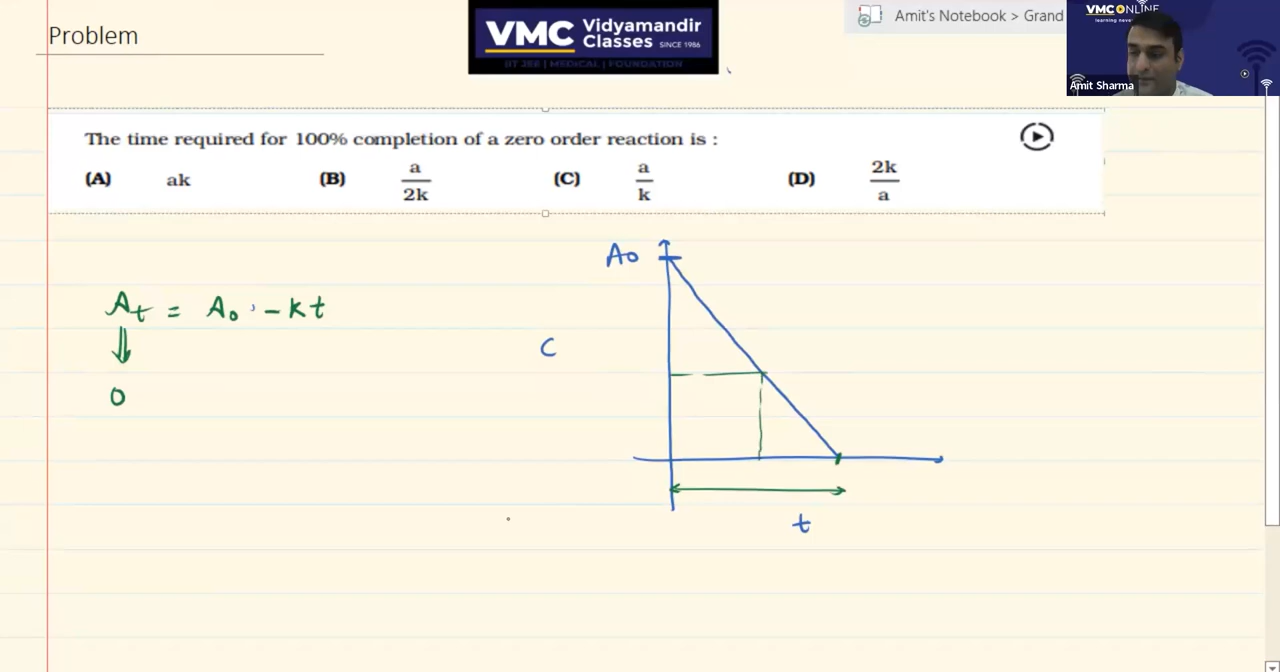 Problem
VMC Vidyamandir Classes SINCE 1986
IIT JEE | MEDICAL | FOUNDATION
Amit's Notebook > Grand
VMC ONLINE
Amit Sharma
The time required for 100% completion of a zero order reaction is :
(A) ak (B) a/2k (C) a/k (D) 2k/a
A₀
Aₜ = A₀ - kt
C
0
t